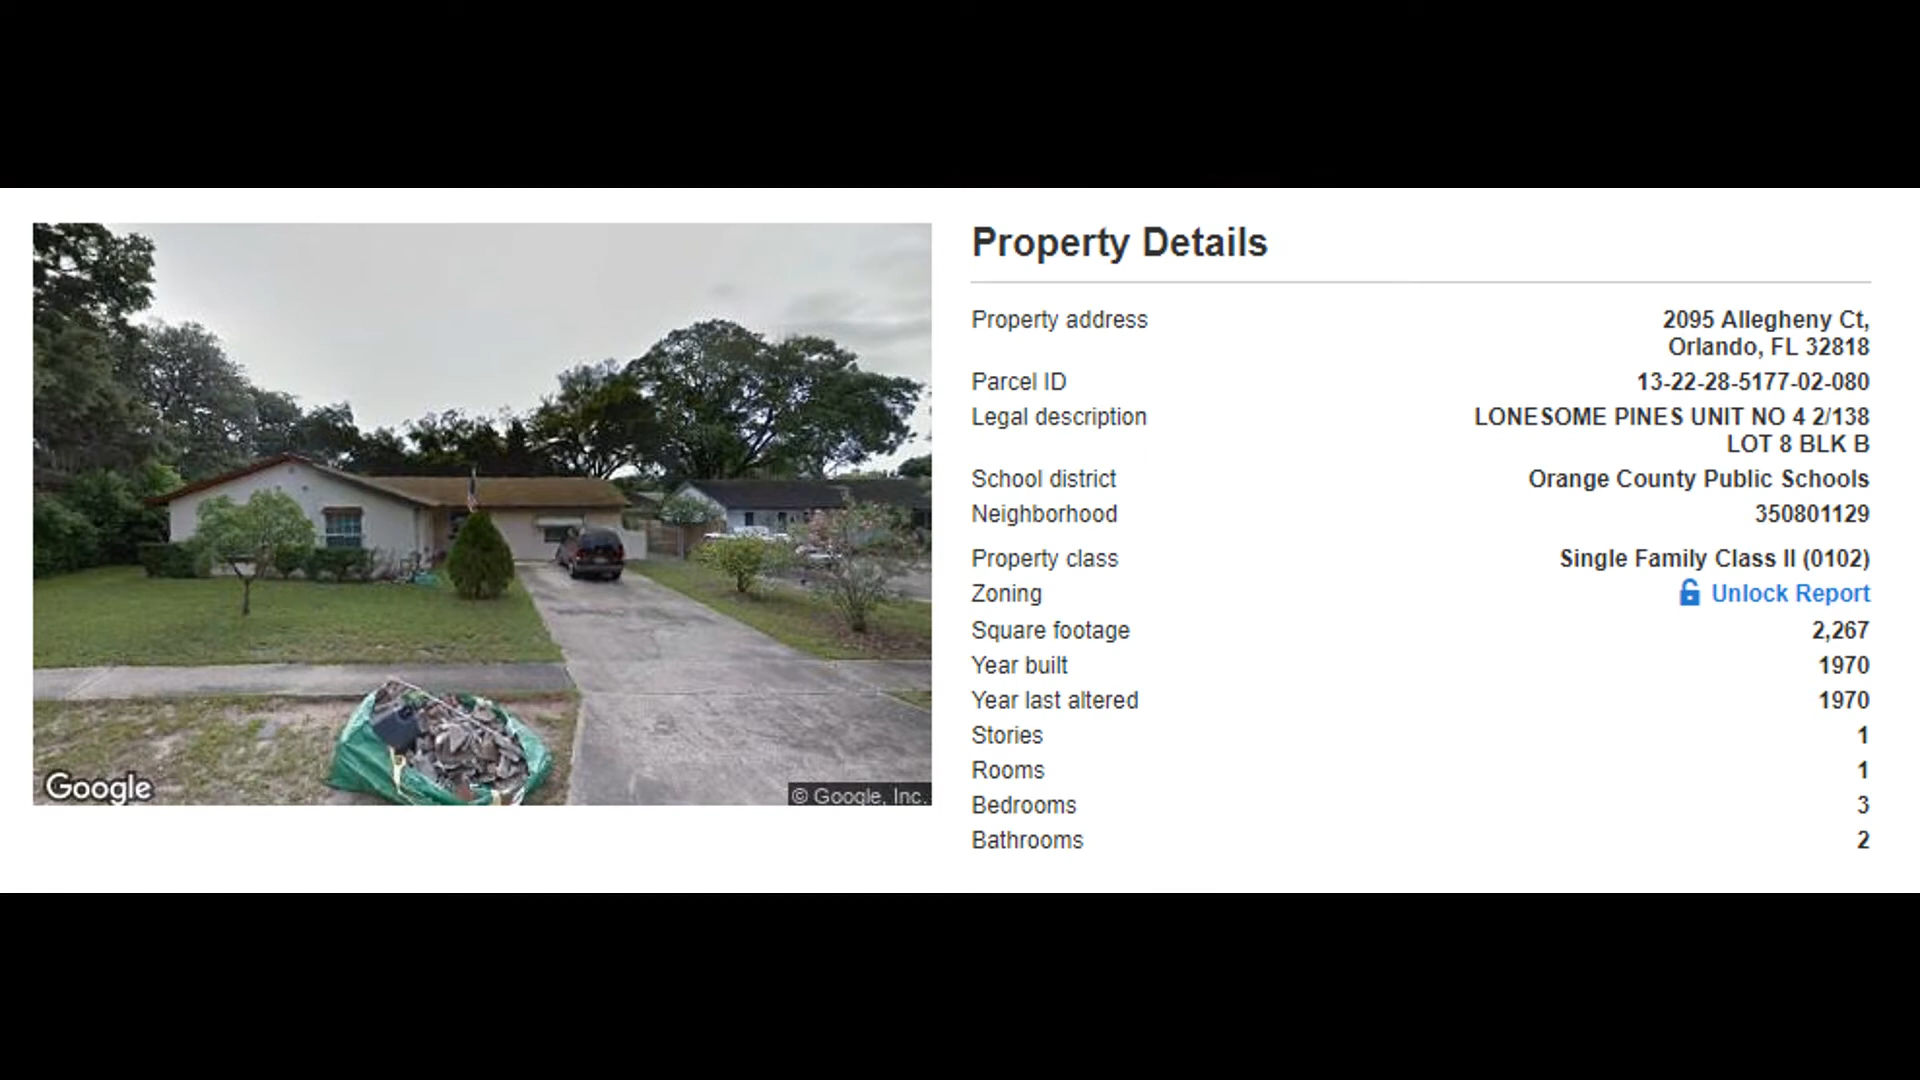 Property Details
Property address 2095 Allegheny Ct,
Orlando, FL 32818
Parcel ID 13-22-28-5177-02-080
Legal description LONESOME PINES UNIT NO 4 2/138
LOT 8 BLK B
School district Orange County Public Schools
Neighborhood 350801129
Property class Single Family Class II (0102)
Zoning Unlock Report
Square footage 2,267
Year built 1970
Year last altered 1970
Stories 1
Rooms 1
Bedrooms 3
Bathrooms 2
Google
© Google, Inc.